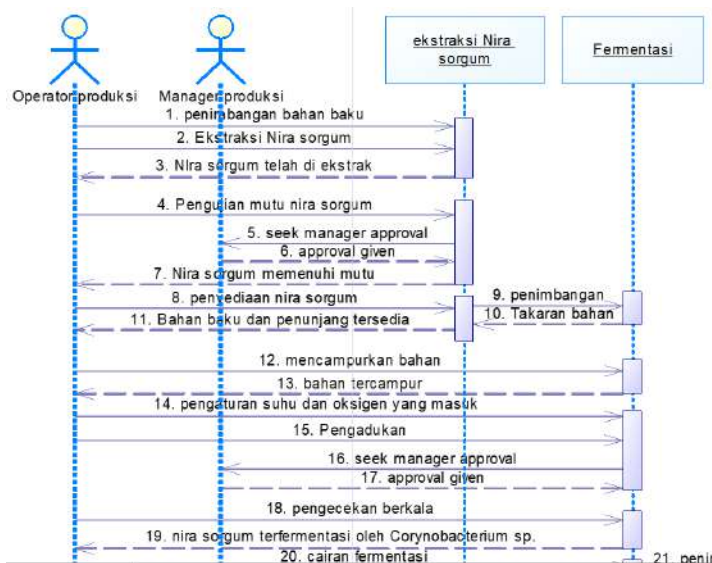 ekstraksi Nira
sorgum
Fermentasi
Operator produksi
Manager produksi
1. penimbangan bahan baku
2. Ekstraksi Nira sorgum
3. NIra sorgum telah di ekstrak
4. Pengujian mutu nira sorgum
5. seek manager approval
6. approval given
7. Nira sorgum memenuhi mutu
8. penyediaan nira sorgum
9. penimbangan
10. Takaran bahan
11. Bahan baku dan penunjang tersedia
12. mencampurkan bahan
13. bahan tercampur
14. pengaturan suhu dan oksigen yang masuk
15. Pengadukan
16. seek manager approval
17. approval given
18. pengecekan berkala
19. nira sorgum terfermentasi oleh Corynobacterium sp.
20. cairan fermentasi
21.